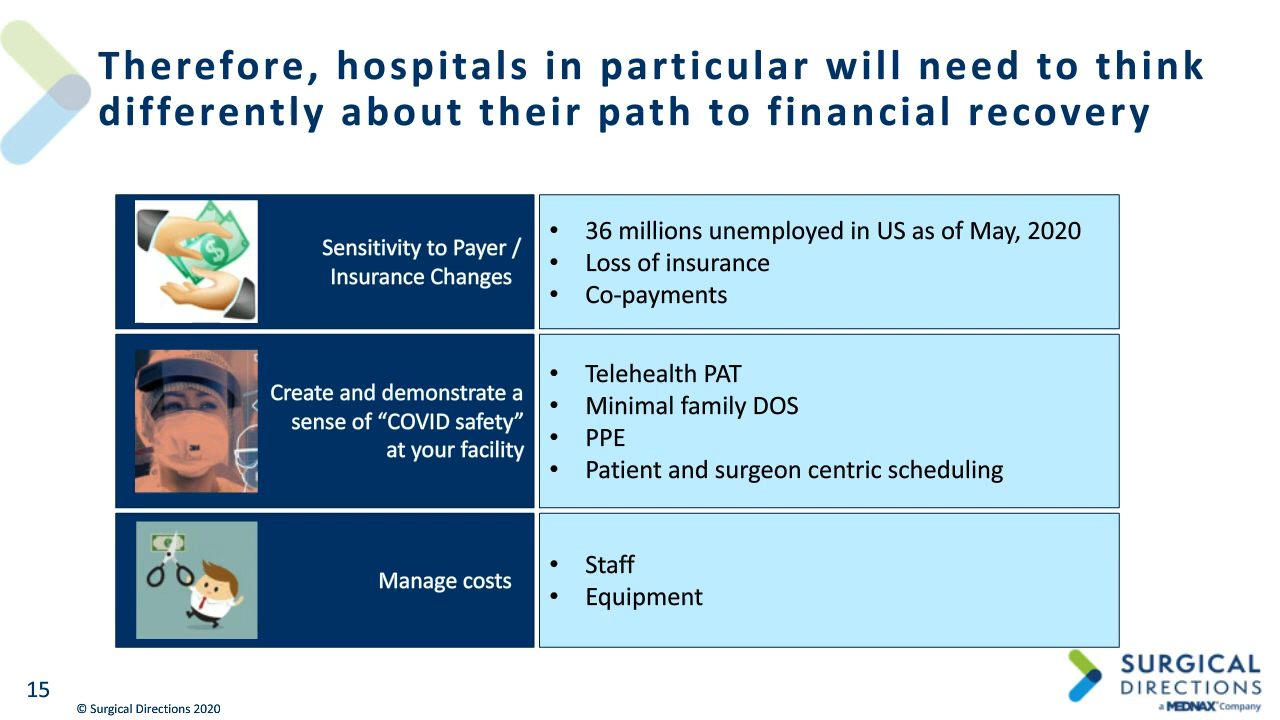 Therefore, hospitals in particular will need to think
differently about their path to financial recovery
Sensitivity to Payer /
Insurance Changes
• 36 millions unemployed in US as of May, 2020
• Loss of insurance
• Co-payments
Create and demonstrate a
sense of “COVID safety”
at your facility
3M
• Telehealth PAT
• Minimal family DOS
• PPE
• Patient and surgeon centric scheduling
Manage costs
• Staff
• Equipment
15
© Surgical Directions 2020
SURGICAL
DIRECTIONS
a MEDNAX™ Company